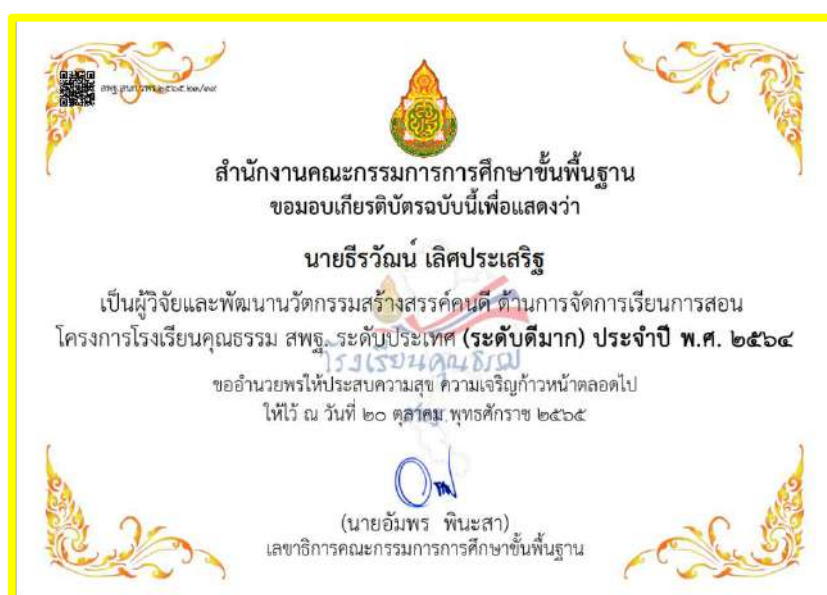 สำนักงานคณะกรรมการการศึกษาขั้นพื้นฐาน
ขอมอบเกียรติบัตรฉบับนี้เพื่อแสดงว่า
นายธีรวัฒน์ เลิศประเสริฐ
เป็นผู้วิจัยและพัฒนานวัตกรรมสร้างสรรค์คนดี ด้านการจัดการเรียนการสอน
โครงการโรงเรียนคุณธรรม สพฐ. ระดับประเทศ (ระดับดีมาก) ประจำปี พ.ศ. ๒๕๖๔
โรงเรียนคุณธรรม
ขออำนวยพรให้ประสบความสุข ความเจริญก้าวหน้าตลอดไป
ให้ไว้ ณ วันที่ ๒๐ ตุลาคม พุทธศักราช ๒๕๖๕
(นายอัมพร พินะสา)
เลขาธิการคณะกรรมการการศึกษาขั้นพื้นฐาน